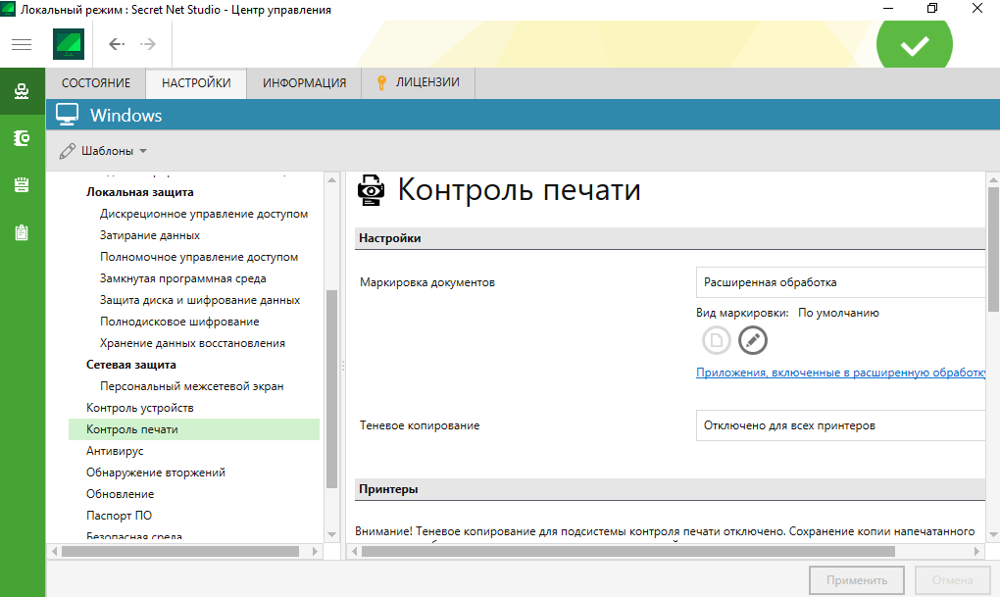 Локальный режим : Secret Net Studio - Центр управления
СОСТОЯНИЕ НАСТРОЙКИ ИНФОРМАЦИЯ ЛИЦЕНЗИИ
Windows
Шаблоны
Локальная защита
Дискреционное управление доступом
Затирание данных
Полномочное управление доступом
Замкнутая программная среда
Защита диска и шифрование данных
Полнодисковое шифрование
Хранение данных восстановления
Сетевая защита
Персональный межсетевой экран
Контроль устройств
Контроль печати
Антивирус
Обнаружение вторжений
Обновление
Паспорт ПО
Безопасная среда
Контроль печати
Настройки
Маркировка документов
Расширенная обработка
Вид маркировки: По умолчанию
Приложения, включенные в расширенную обработку
Теневое копирование
Отключено для всех принтеров
Принтеры
Внимание! Теневое копирование для подсистемы контроля печати отключено. Сохранение копии напечатанного
Применить Отмена